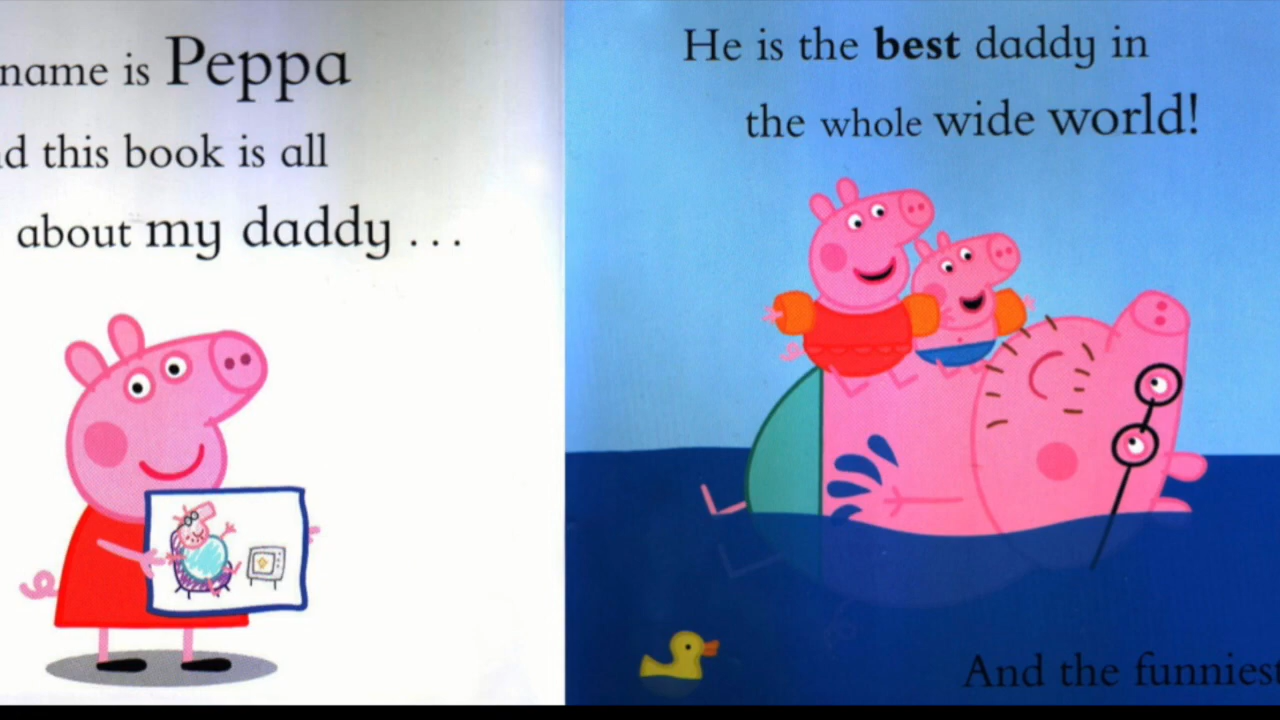 name is Peppa
this book is all
about my daddy ...
He is the best daddy in
the whole wide world!
And the funniest